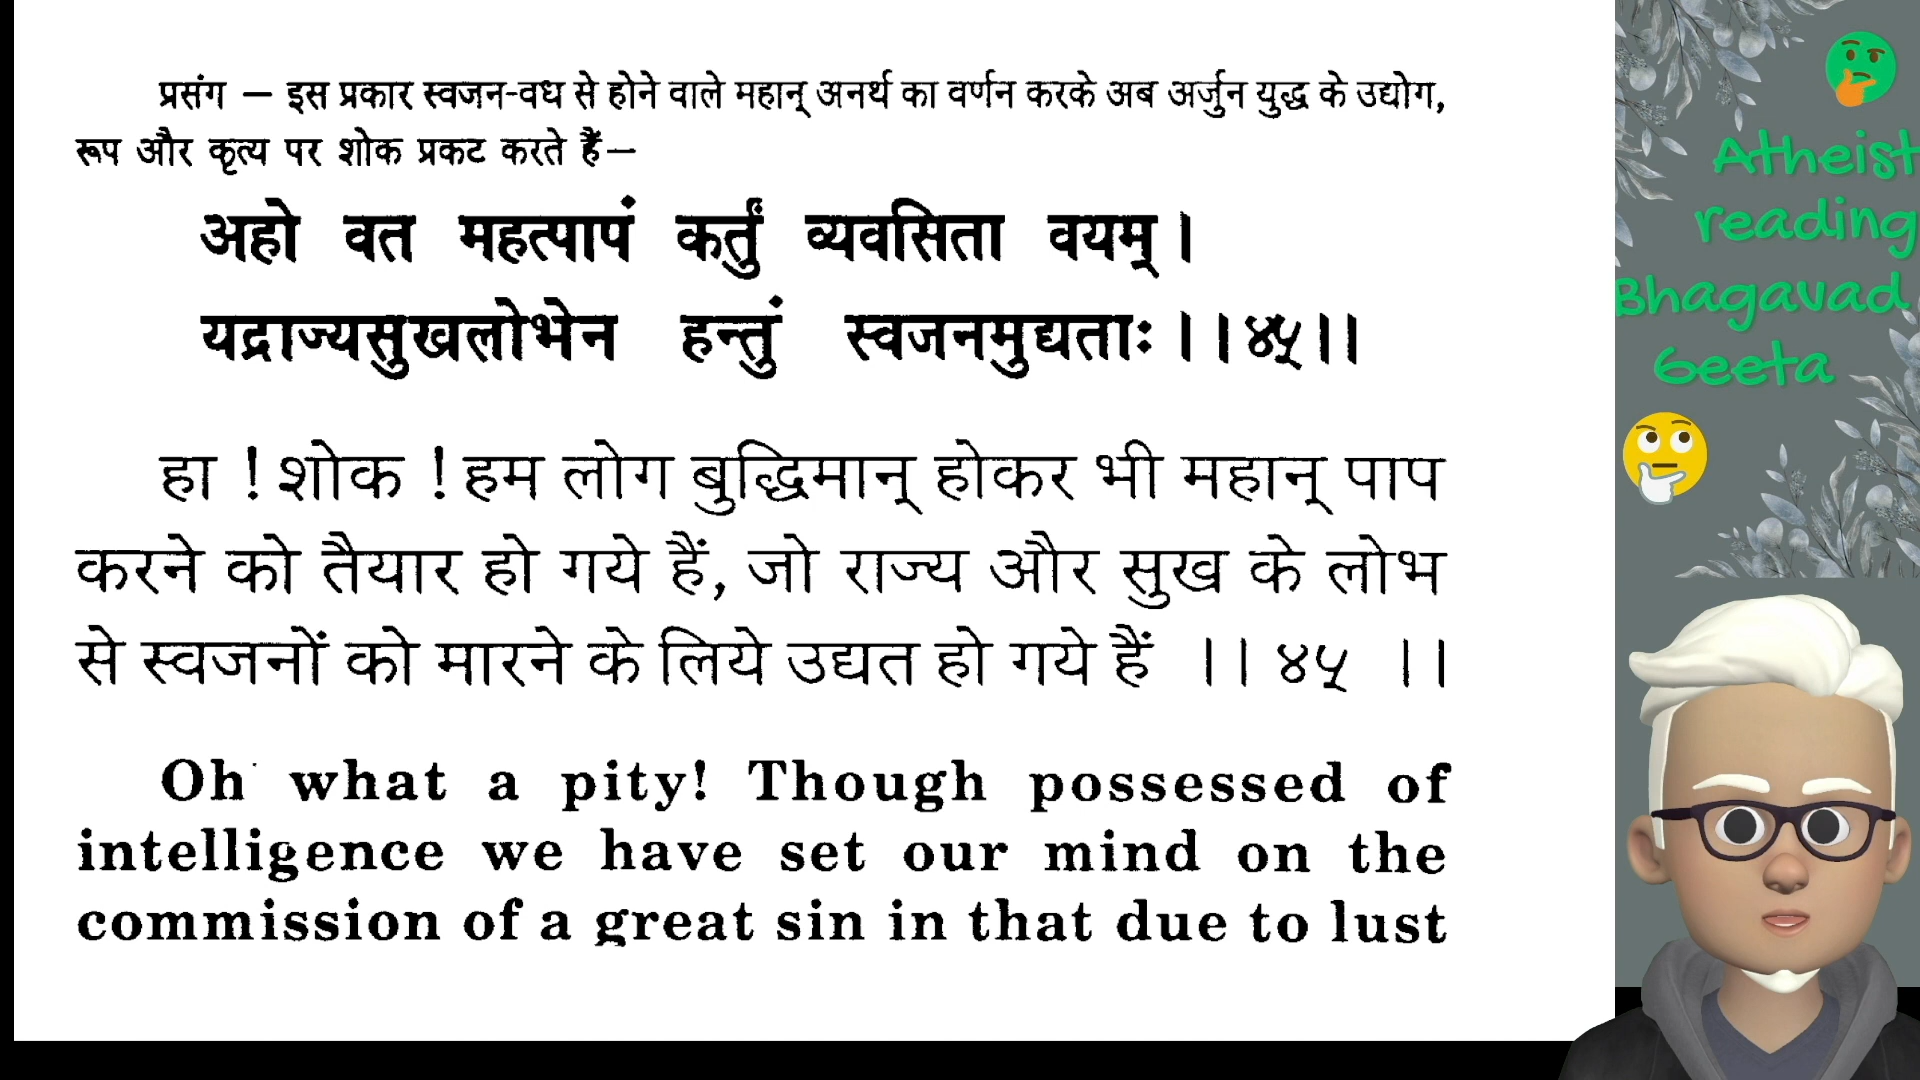 प्रसंग – इस प्रकार स्वजन-वध से होने वाले महान् अनर्थ का वर्णन करके अब अर्जुन युद्ध के उद्योग,
रूप और कृत्य पर शोक प्रकट करते हैं–
अहो वत महत्पापं कर्तुं व्यवसिता वयम्।
यद्राज्यसुखलोभेन हन्तुं स्वजनमुद्यताः।।४५।।
हा ! शोक ! हम लोग बुद्धिमान् होकर भी महान् पाप
करने को तैयार हो गये हैं, जो राज्य और सुख के लोभ
से स्वजनों को मारने के लिये उद्यत हो गये हैं ।। ४५ ।।
Oh what a pity! Though possessed of
intelligence we have set our mind on the
commission of a great sin in that due to lust
Atheist
reading
Bhagavad
Geeta